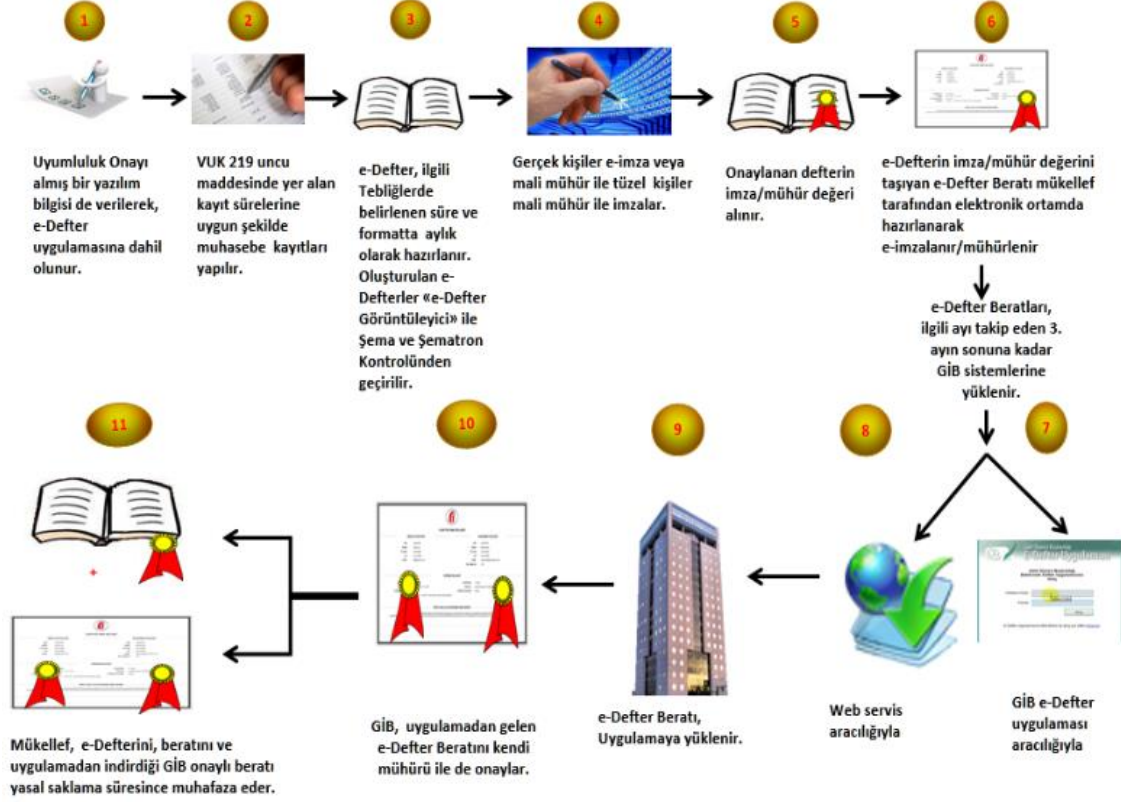 1
Uyumluluk Onayı
almış bir yazılım
bilgisi de verilerek,
e-Defter
uygulamasına dahil
olunur.
2
VUK 219 uncu
maddesinde yer alan
kayıt sürelerine
uygun şekilde
muhasebe kayıtları
yapılır.
3
e-Defter, ilgili
Tebliğlerde
belirlenen süre ve
formatta aylık
olarak hazırlanır.
Oluşturulan e-
Defterler «e-Defter
Görüntüleyici» ile
Şema ve Şematron
Kontrolünden
geçirilir.
4
Gerçek kişiler e-imza veya
mali mühür ile tüzel kişiler
mali mühür ile imzalar.
5
Onaylanan defterin
imza/mühür değeri
alınır.
6
e-Defterin imza/mühür değerini
taşıyan e-Defter Beratı mükellef
tarafından elektronik ortamda
hazırlanarak
e-imzalanır/mühürlenir
e-Defter Beratları,
ilgili ayı takip eden 3.
ayın sonuna kadar
GİB sistemlerine
yüklenir.
7
e-Defter Uygulaması
GİB e-Defter
uygulaması
aracılığıyla
8
Web servis
aracılığıyla
9
e-Defter Beratı,
Uygulamaya yüklenir.
10
GİB, uygulamadan gelen
e-Defter Beratını kendi
mühürü ile de onaylar.
11
+
Mükellef, e-Defterini, beratını ve
uygulamadan indirdiği GİB onaylı beratı
yasal saklama süresince muhafaza eder.